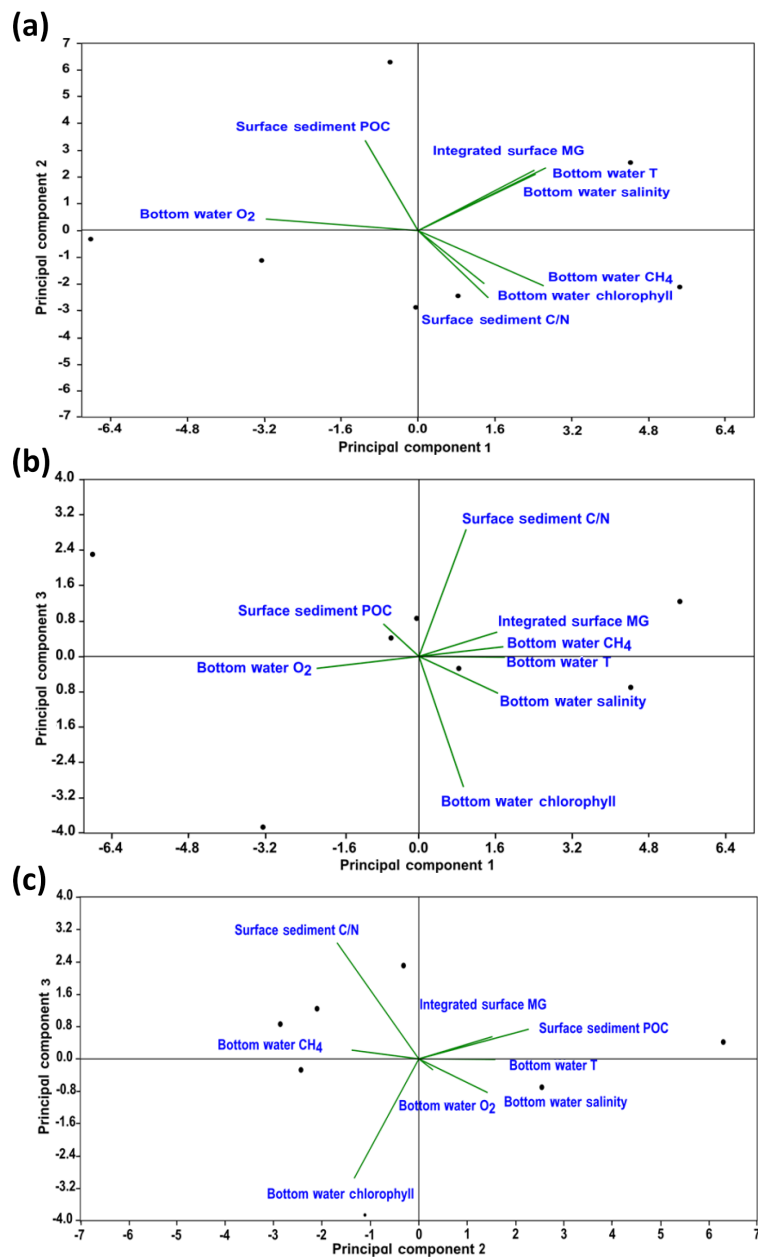 (a)
7
6
5
4
3
2
1
0
-1
-2
-3
-4
-5
-6
-7
Principal component 2
Surface sediment POC
Integrated surface MG
Bottom water T
Bottom water salinity
Bottom water O2
Bottom water CH4
Bottom water chlorophyll
Surface sediment C/N
-6.4 -4.8 -3.2 -1.6 0.0 1.6 3.2 4.8 6.4
Principal component 1
(b)
4.0
3.2
2.4
1.6
0.8
0.0
-0.8
-1.6
-2.4
-3.2
-4.0
Principal component 3
Surface sediment C/N
Surface sediment POC
Integrated surface MG
Bottom water CH4
Bottom water T
Bottom water O2
Bottom water salinity
Bottom water chlorophyll
-6.4 -4.8 -3.2 -1.6 0.0 1.6 3.2 4.8 6.4
Principal component 1
(c)
4.0
3.2
2.4
1.6
0.8
0.0
-0.8
-1.6
-2.4
-3.2
-4.0
Principal component 3
Surface sediment C/N
Integrated surface MG
Surface sediment POC
Bottom water CH4
Bottom water T
Bottom water O2
Bottom water salinity
Bottom water chlorophyll
-7 -6 -5 -4 -3 -2 -1 0 1 2 3 4 5 6 7
Principal component 2